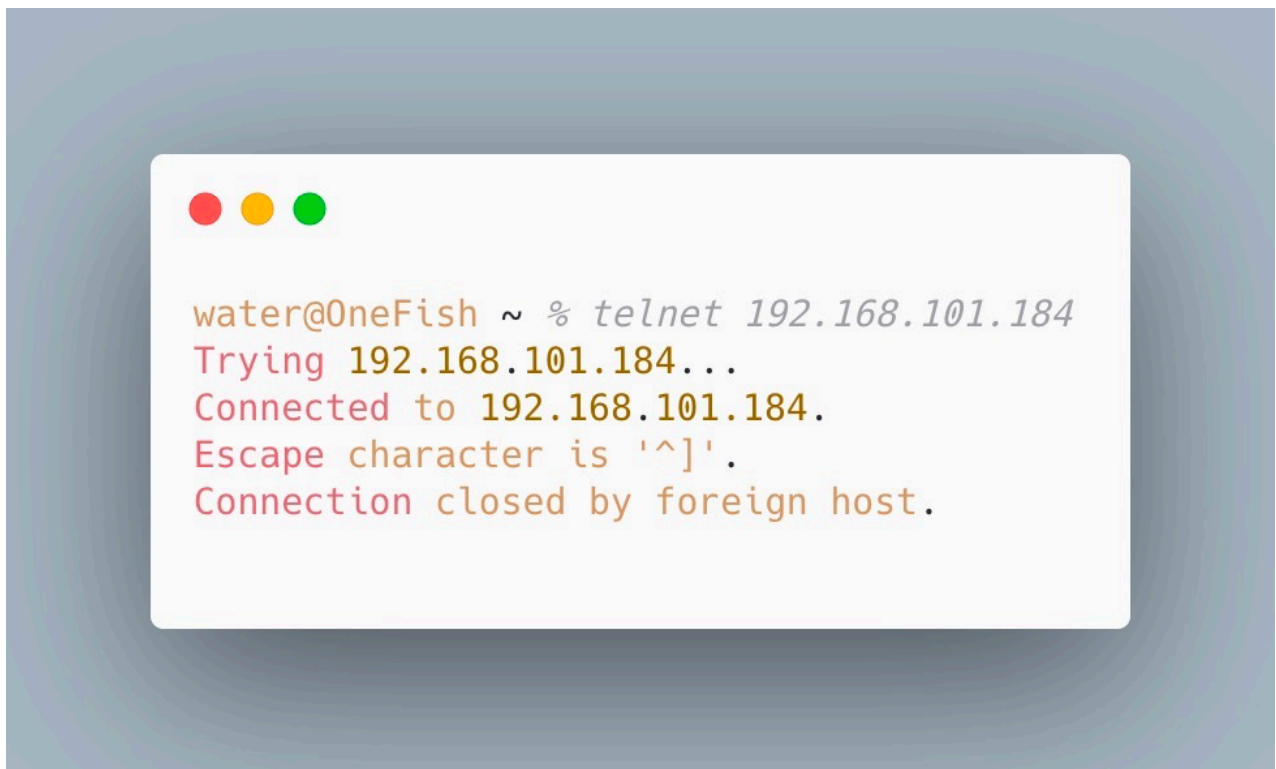 water@OneFish ~ % telnet 192.168.101.184
Trying 192.168.101.184...
Connected to 192.168.101.184.
Escape character is '^]'.
Connection closed by foreign host.